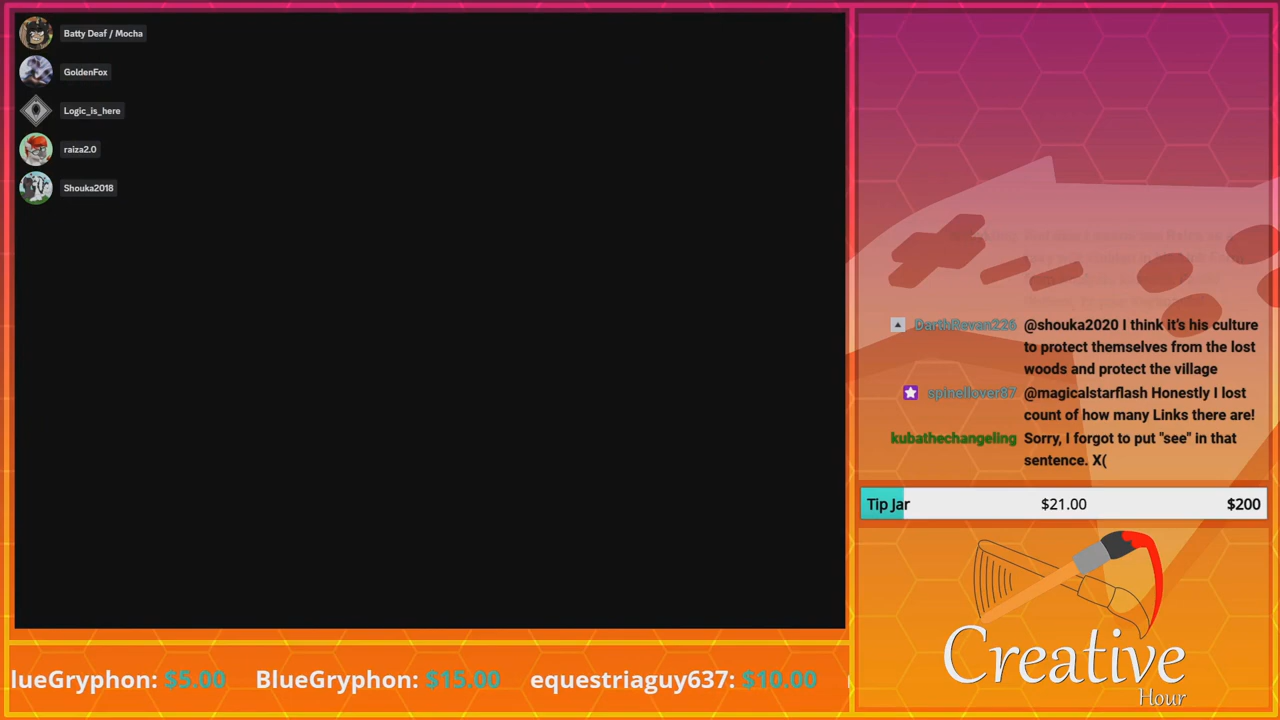 Batty Deaf / Mocha
GoldenFox
Logic_is_here
raiza2.0
Shouka2018
DarthRevan226 @shouka2020 I think it's his culture
to protect themselves from the lost
woods and protect the village
spinellover87 @magicalstarflash Honestly I lost
count of how many Links there are!
kubathechangeling Sorry, I forgot to put "see" in that
sentence. X(
Tip Jar $21.00 $200
Creative
Hour
lueGryphon: $5.00 BlueGryphon: $15.00 equestriaguy637: $10.00